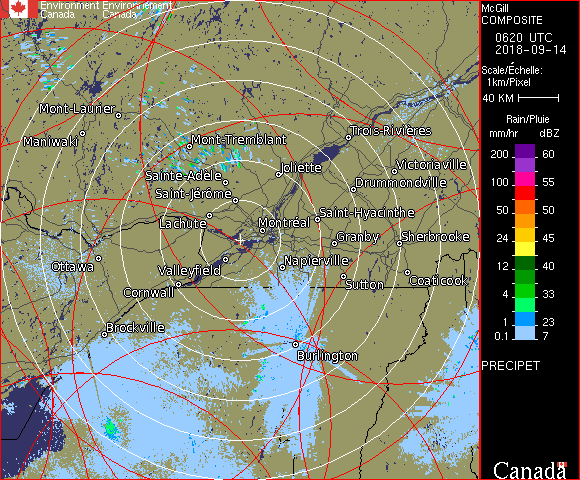 Environment Environnement
Canada Canada
McGill
COMPOSITE
0620 UTC
2018-09-14
Scale/Échelle:
1km/Pixel
40 KM
Rain/Pluie
mm/hr dBZ
200 60
100 55
75 53
50 50
24 45
12 40
4 33
1 23
0.1 7
PRECIPET
Canada
Mont-Laurier
Maniwaki
Mont-Tremblant
Trois-Rivières
Joliette
Victoriaville
Sainte-Adèle
Drummondville
Saint-Jérôme
Saint-Hyacinthe
Lachute
Montréal
Granby
Sherbrooke
Ottawa
Valleyfield
Napierville
Cornwall
Sutton
Coaticook
Brockville
Burlington